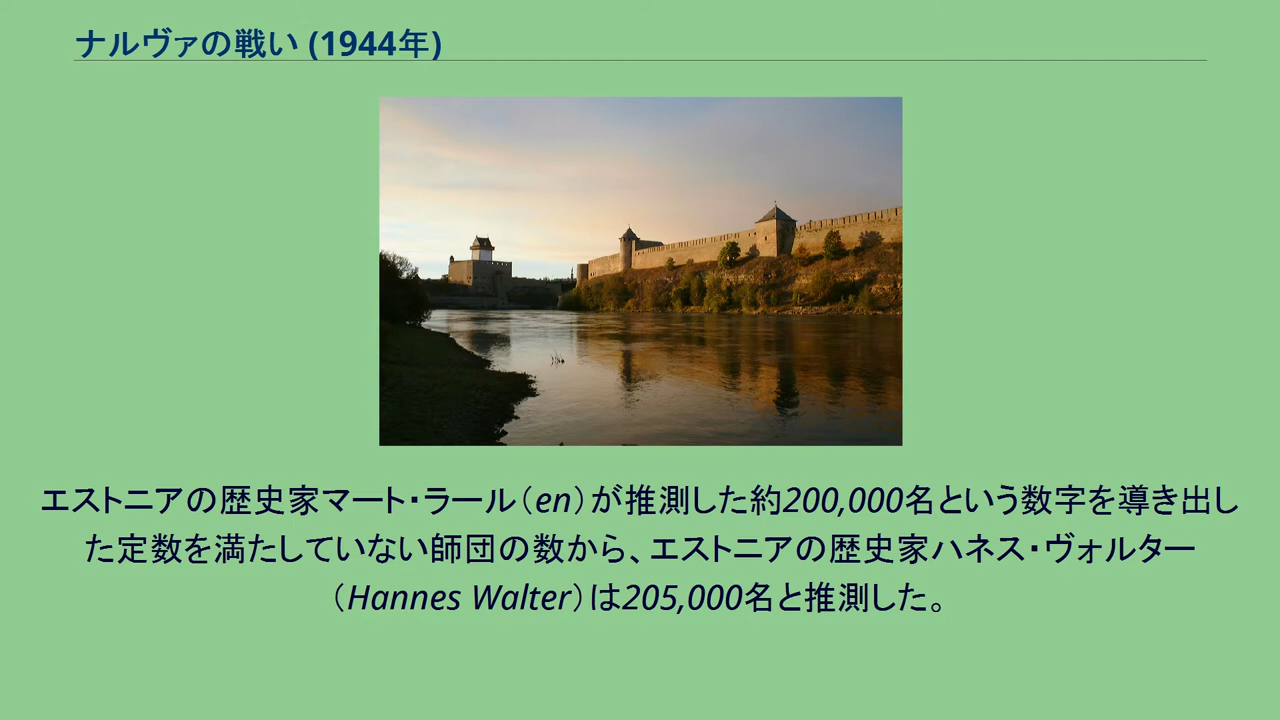 ナルヴァの戦い (1944年)
エストニアの歴史家マート・ラール（en）が推測した約200,000名という数字を導き出し
た定数を満たしていない師団の数から、エストニアの歴史家ハネス・ヴォルター
（Hannes Walter）は205,000名と推測した。